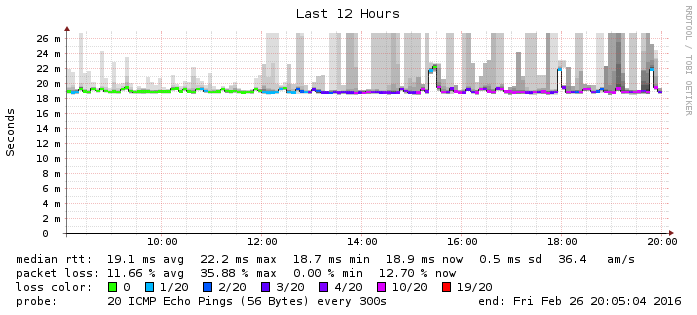 Last 12 Hours
RRDTOOL / TOBI OETIKER
Seconds
26 m
24 m
22 m
20 m
18 m
16 m
14 m
12 m
10 m
8 m
6 m
4 m
2 m
0
10:00 12:00 14:00 16:00 18:00 20:00
median rtt: 19.1 ms avg 22.2 ms max 18.7 ms min 18.9 ms now 0.5 ms sd 36.4 am/s
packet loss: 11.66 % avg 35.88 % max 0.00 % min 12.70 % now
loss color: 0 1/20 2/20 3/20 4/20 10/20 19/20
probe: 20 ICMP Echo Pings (56 Bytes) every 300s end: Fri Feb 26 20:05:04 2016